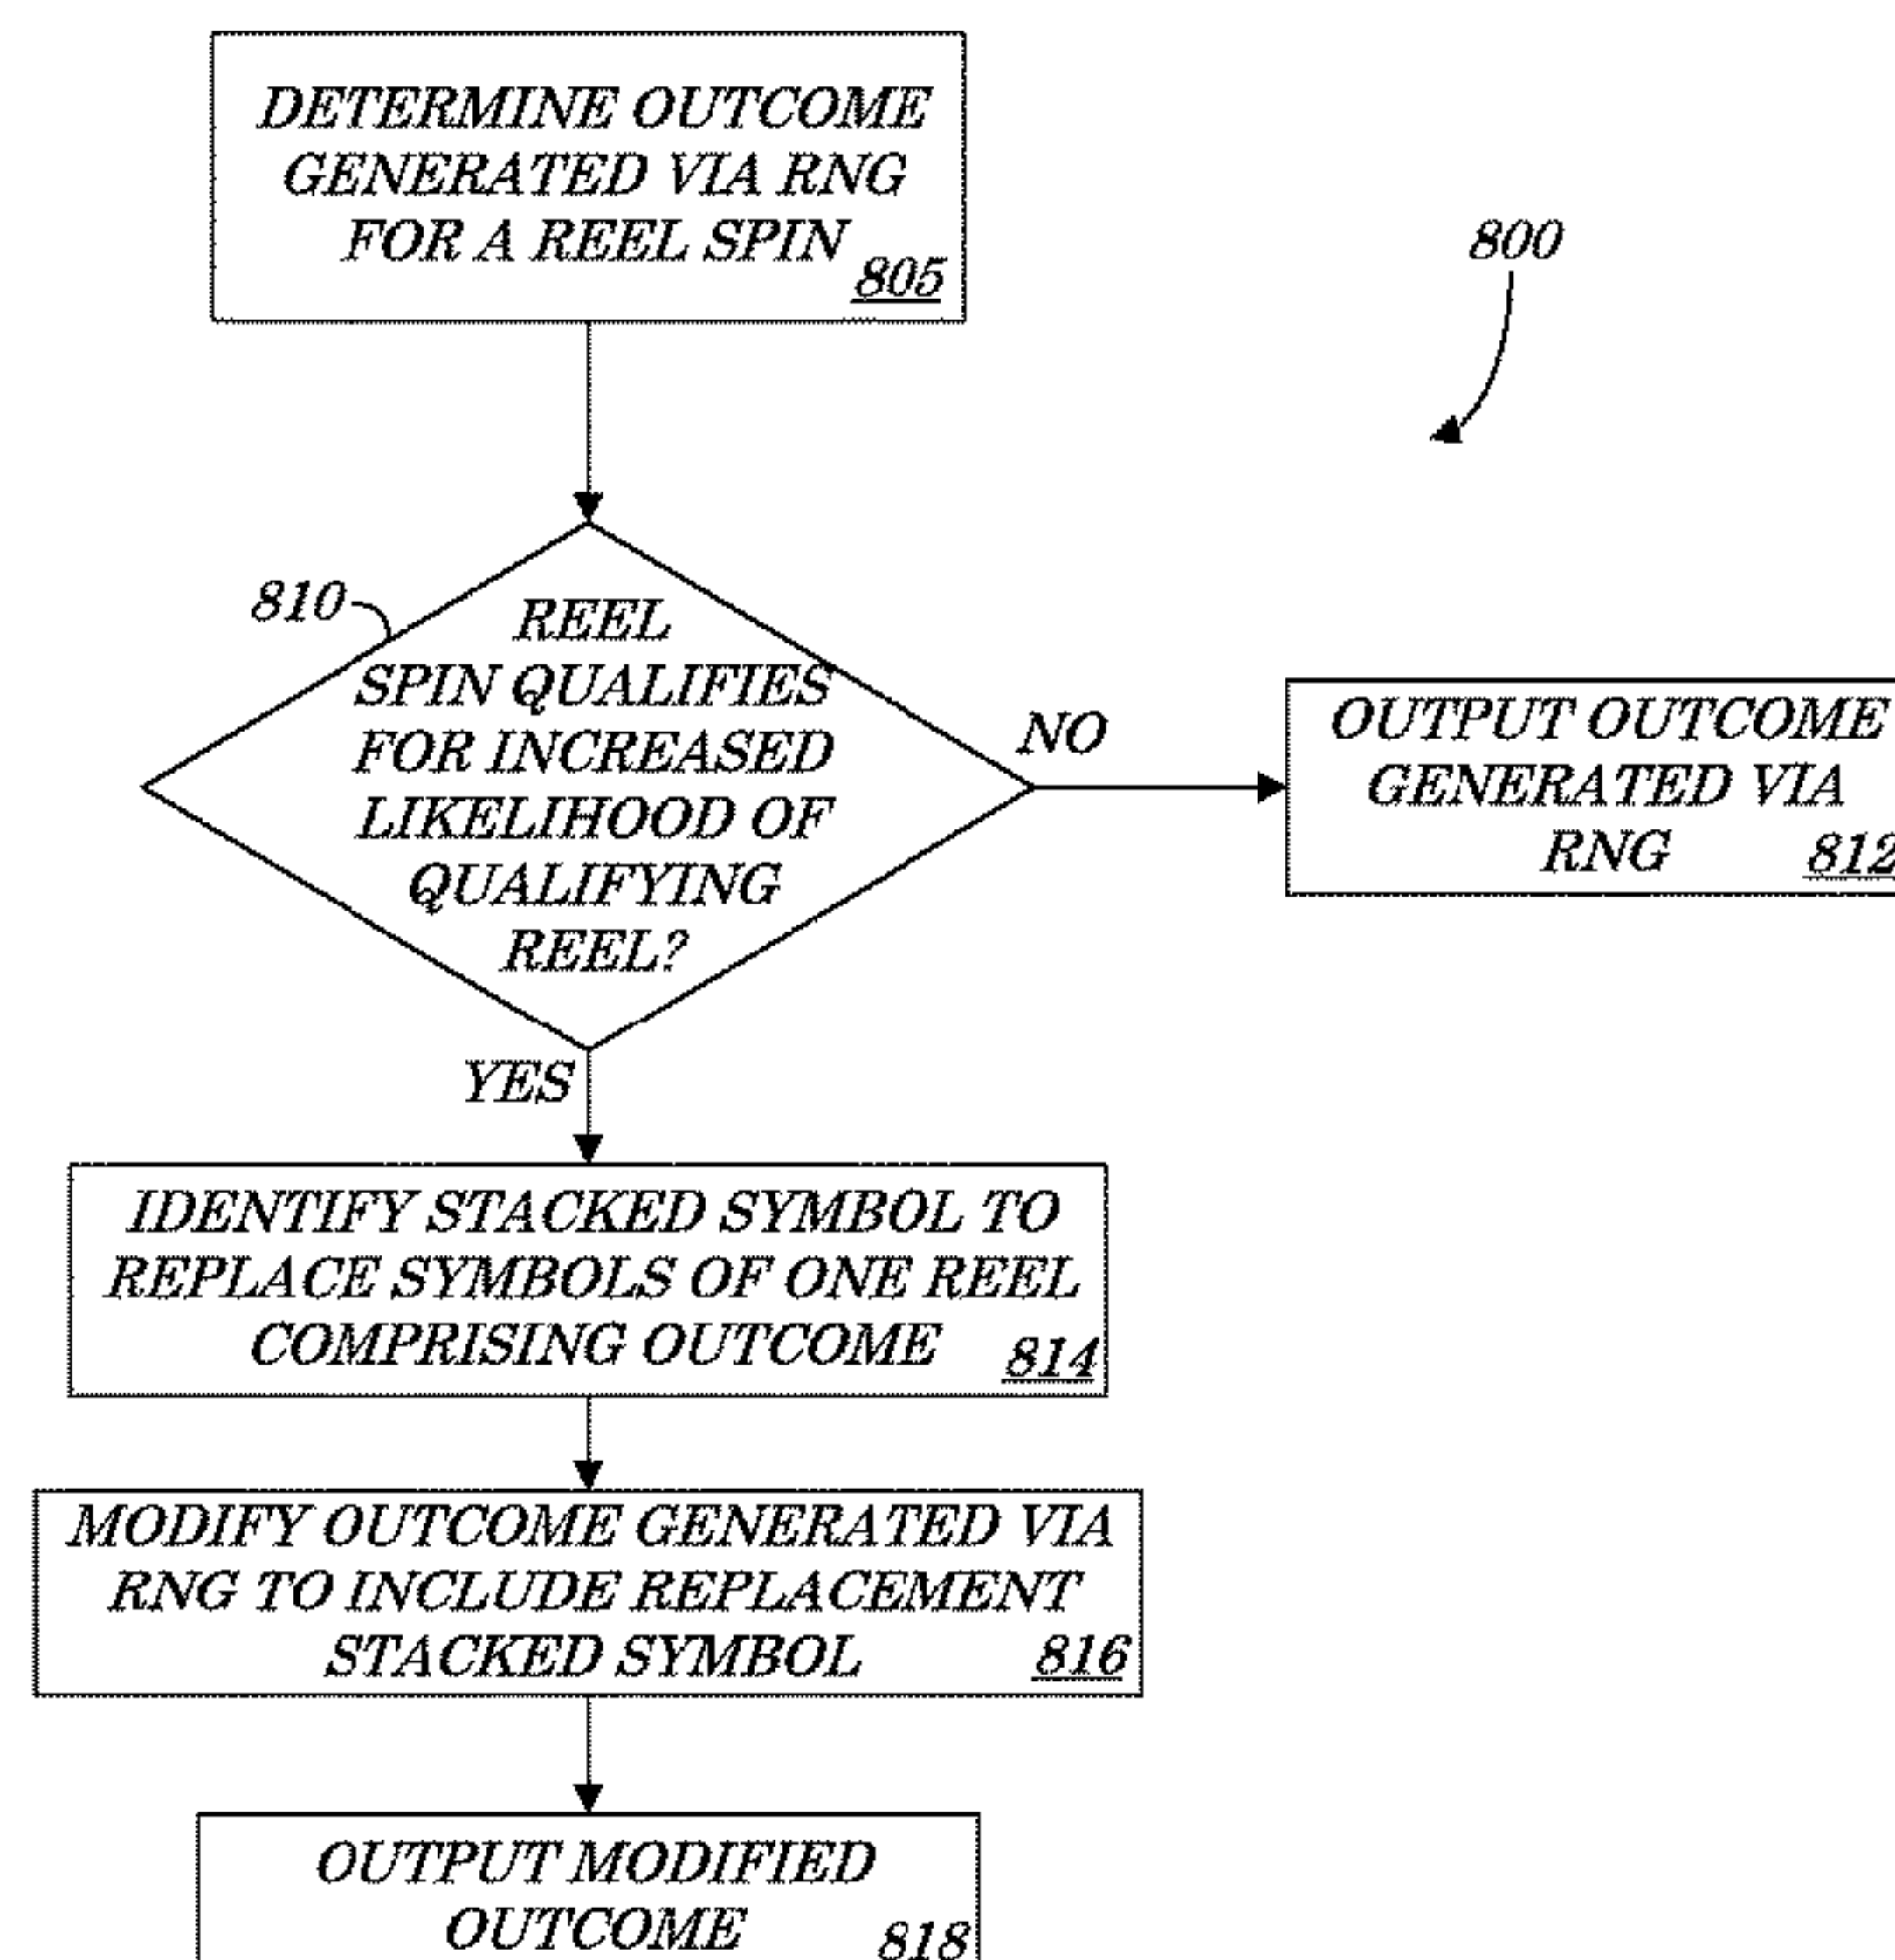 DETERMINE OUTCOME
GENERATED VIA RNG
FOR A REEL SPIN
805
800
810
REEL
SPIN QUALIFIES
FOR INCREASED
LIKELIHOOD OF
QUALIFYING
REEL?
NO
OUTPUT OUTCOME
GENERATED VIA
RNG 812
YES
IDENTIFY STACKED SYMBOL TO
REPLACE SYMBOLS OF ONE REEL
COMPRISING OUTCOME 814
MODIFY OUTCOME GENERATED VIA
RNG TO INCLUDE REPLACEMENT
STACKED SYMBOL 816
OUTPUT MODIFIED
OUTCOME 818